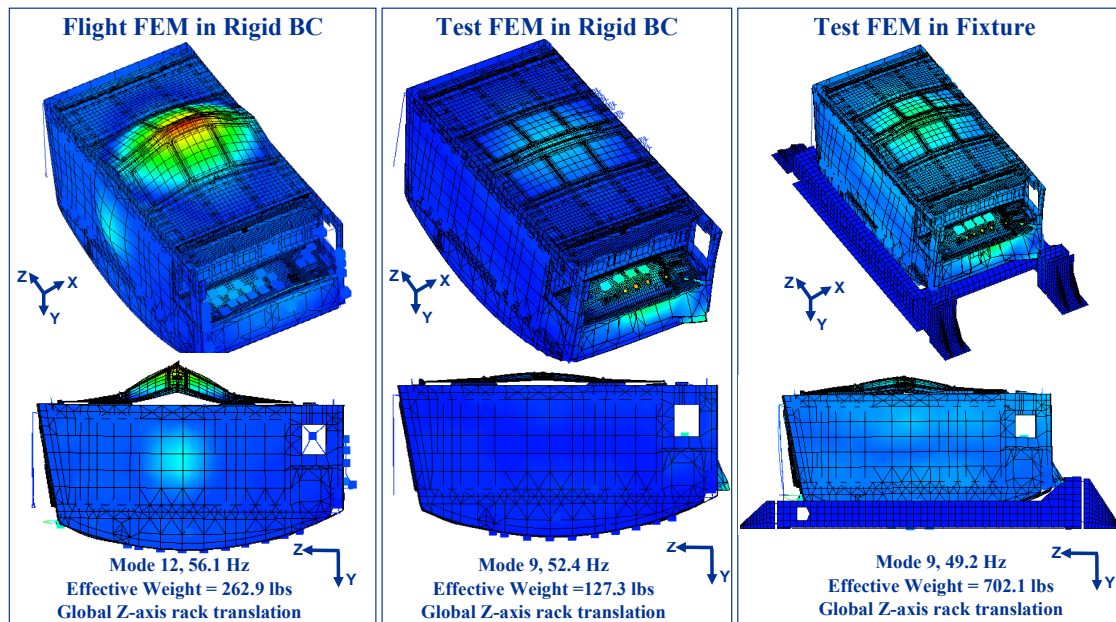 Flight FEM in Rigid BC
Z
X
Y
Z
Y
Mode 12, 56.1 Hz
Effective Weight = 262.9 lbs
Global Z-axis rack translation
Test FEM in Rigid BC
Z
X
Y
Z
Y
Mode 9, 52.4 Hz
Effective Weight =127.3 lbs
Global Z-axis rack translation
Test FEM in Fixture
Z
X
Y
Z
Y
Mode 9, 49.2 Hz
Effective Weight = 702.1 lbs
Global Z-axis rack translation